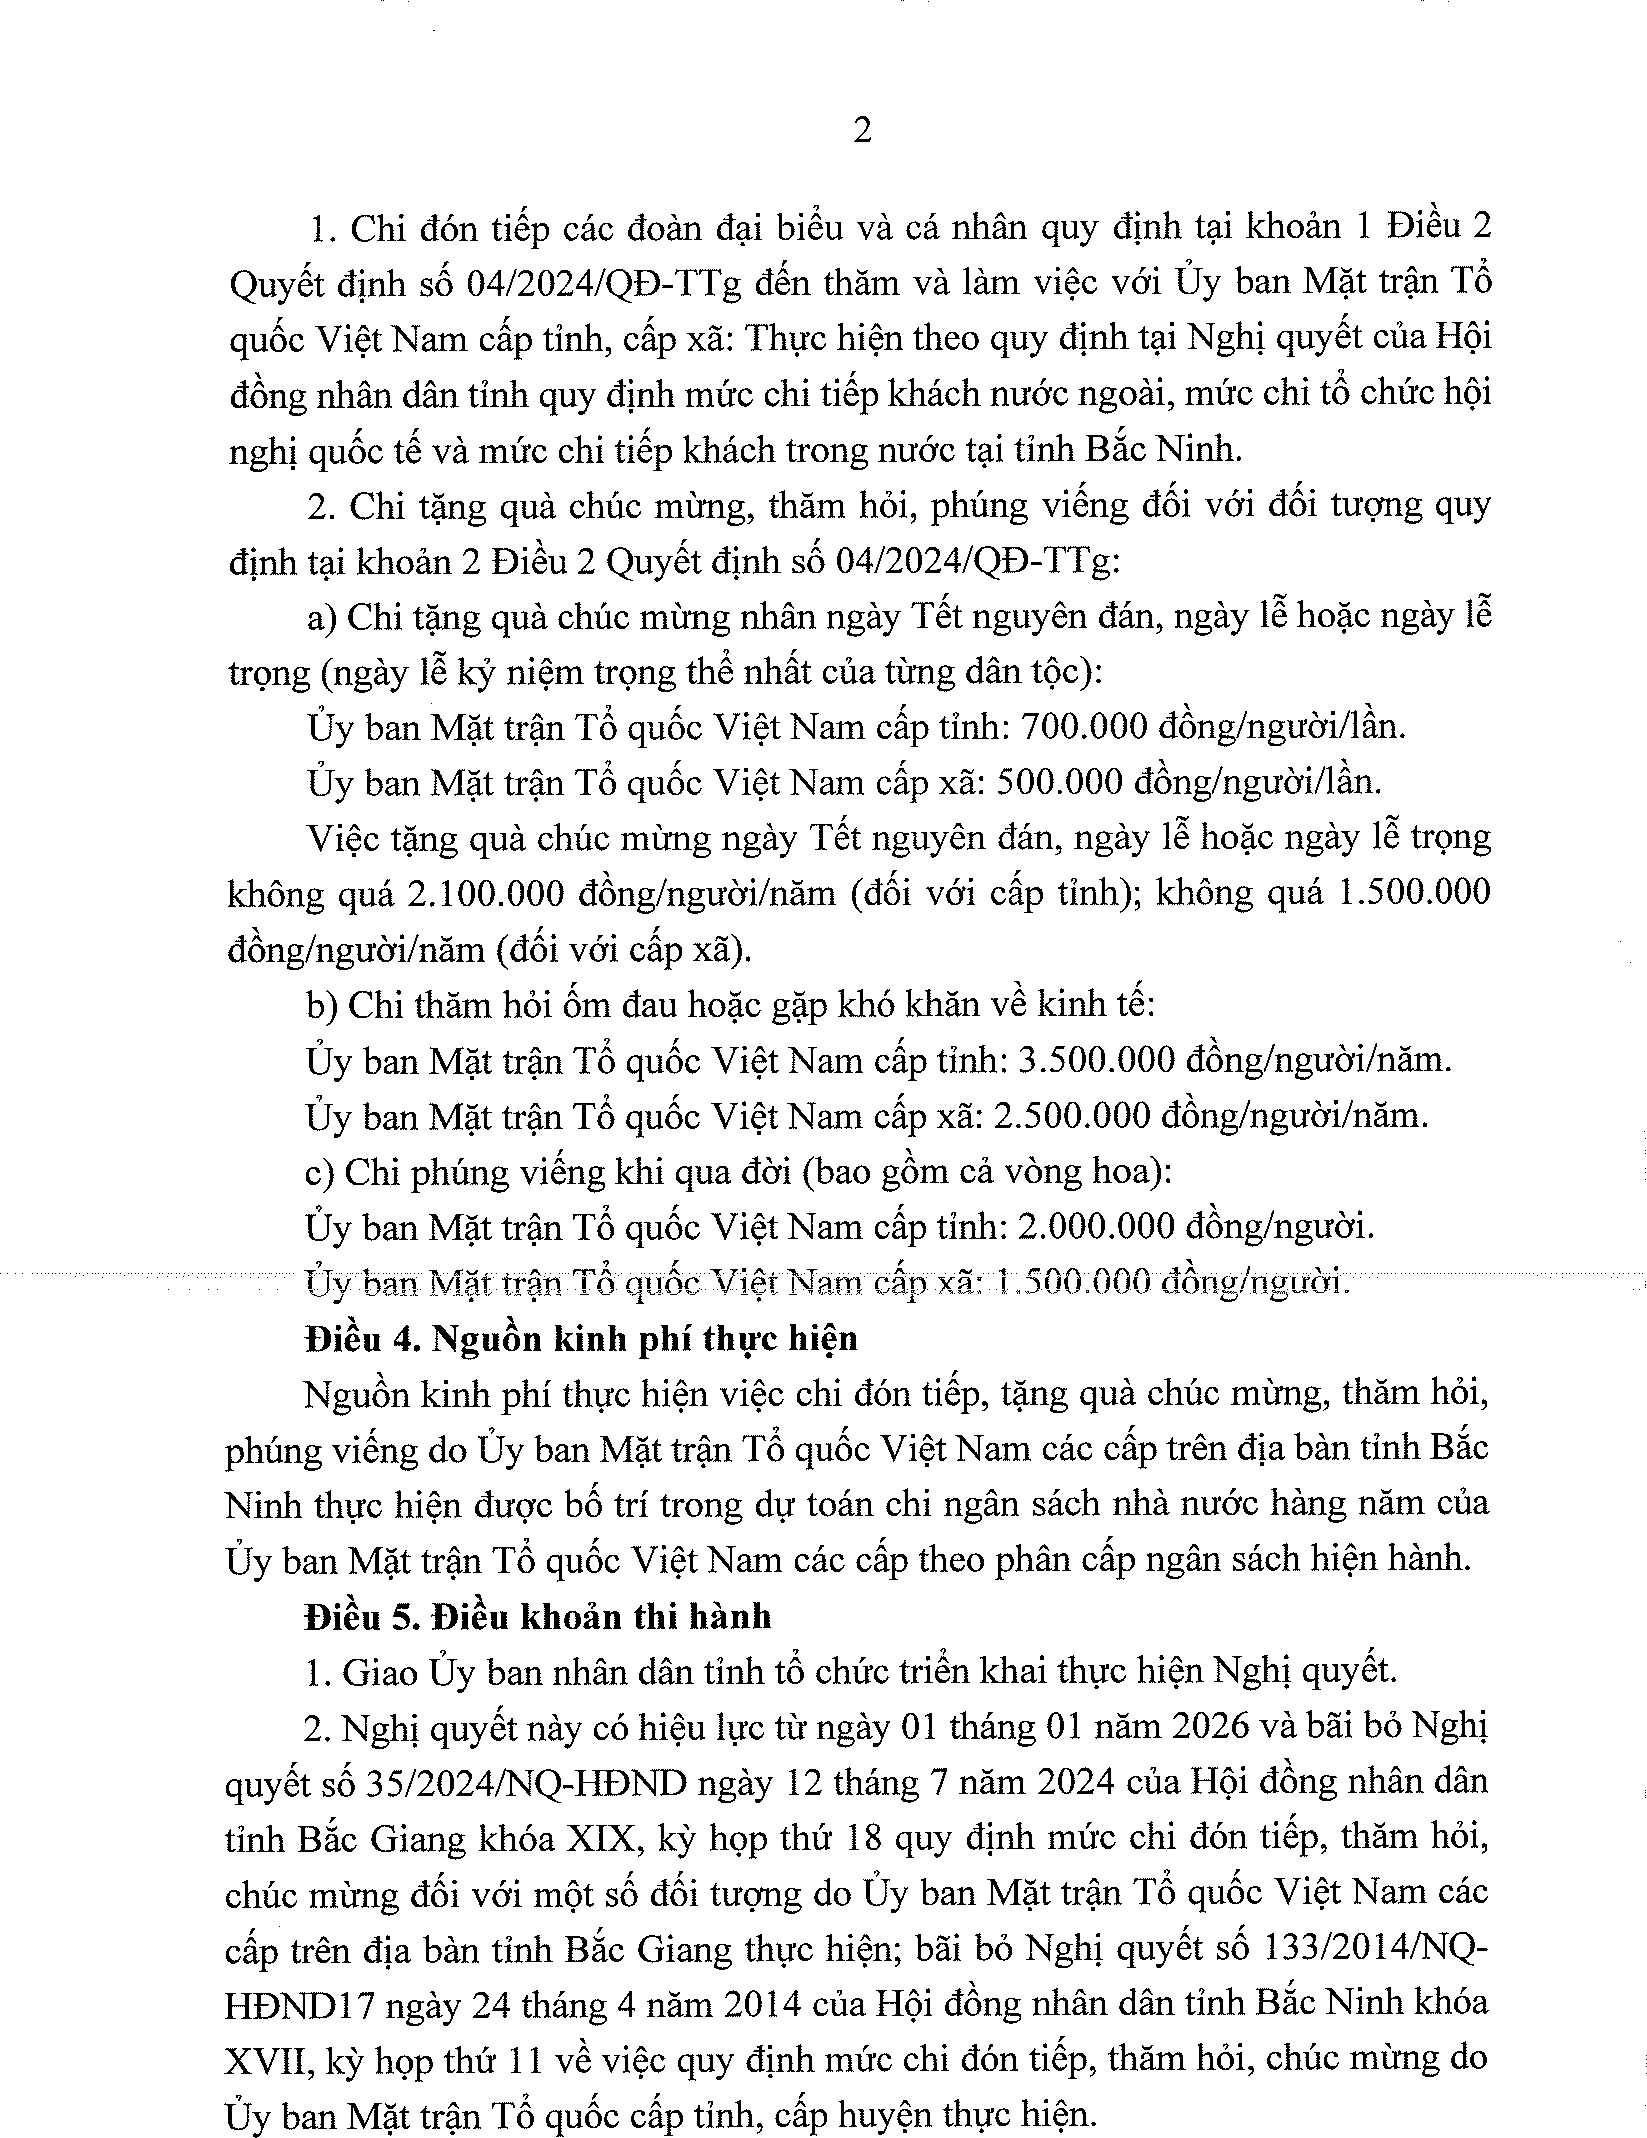 2
1. Chi đón tiếp các đoàn đại biểu và cá nhân quy định tại khoản 1 Điều 2
Quyết định số 04/2024/QĐ-TTg đến thăm và làm việc với Ủy ban Mặt trận Tổ
quốc Việt Nam cấp tỉnh, cấp xã: Thực hiện theo quy định tại Nghị quyết của Hội
đồng nhân dân tỉnh quy định mức chi tiếp khách nước ngoài, mức chi tổ chức hội
nghị quốc tế và mức chi tiếp khách trong nước tại tỉnh Bắc Ninh.
2. Chi tặng quà chúc mừng, thăm hỏi, phúng viếng đối với đối tượng quy
định tại khoản 2 Điều 2 Quyết định số 04/2024/QĐ-TTg:
a) Chi tặng quà chúc mừng nhân ngày Tết nguyên đán, ngày lễ hoặc ngày lễ
trọng (ngày lễ kỷ niệm trọng thể nhất của từng dân tộc):
Ủy ban Mặt trận Tổ quốc Việt Nam cấp tỉnh: 700.000 đồng/người/lần.
Ủy ban Mặt trận Tổ quốc Việt Nam cấp xã: 500.000 đồng/người/lần.
Việc tặng quà chúc mừng ngày Tết nguyên đán, ngày lễ hoặc ngày lễ trọng
không quá 2.100.000 đồng/người/năm (đối với cấp tỉnh); không quá 1.500.000
đồng/người/năm (đối với cấp xã).
b) Chi thăm hỏi ốm đau hoặc gặp khó khăn về kinh tế:
Ủy ban Mặt trận Tổ quốc Việt Nam cấp tỉnh: 3.500.000 đồng/người/năm.
Ủy ban Mặt trận Tổ quốc Việt Nam cấp xã: 2.500.000 đồng/người/năm.
c) Chi phúng viếng khi qua đời (bao gồm cả vòng hoa):
Ủy ban Mặt trận Tổ quốc Việt Nam cấp tỉnh: 2.000.000 đồng/người.
Ủy ban Mặt trận Tổ quốc Việt Nam cấp xã: 1.500.000 đồng/người.
Điều 4. Nguồn kinh phí thực hiện
Nguồn kinh phí thực hiện việc chi đón tiếp, tặng quà chúc mừng, thăm hỏi,
phúng viếng do Ủy ban Mặt trận Tổ quốc Việt Nam các cấp trên địa bàn tỉnh Bắc
Ninh thực hiện được bố trí trong dự toán chi ngân sách nhà nước hàng năm của
Ủy ban Mặt trận Tổ quốc Việt Nam các cấp theo phân cấp ngân sách hiện hành.
Điều 5. Điều khoản thi hành
1. Giao Ủy ban nhân dân tỉnh tổ chức triển khai thực hiện Nghị quyết.
2. Nghị quyết này có hiệu lực từ ngày 01 tháng 01 năm 2026 và bãi bỏ Nghị
quyết số 35/2024/NQ-HĐND ngày 12 tháng 7 năm 2024 của Hội đồng nhân dân
tỉnh Bắc Giang khóa XIX, kỳ họp thứ 18 quy định mức chi đón tiếp, thăm hỏi,
chúc mừng đối với một số đối tượng do Ủy ban Mặt trận Tổ quốc Việt Nam các
cấp trên địa bàn tỉnh Bắc Giang thực hiện; bãi bỏ Nghị quyết số 133/2014/NQ-
HĐND17 ngày 24 tháng 4 năm 2014 của Hội đồng nhân dân tỉnh Bắc Ninh khóa
XVII, kỳ họp thứ 11 về việc quy định mức chi đón tiếp, thăm hỏi, chúc mừng do
Ủy ban Mặt trận Tổ quốc cấp tỉnh, cấp huyện thực hiện.